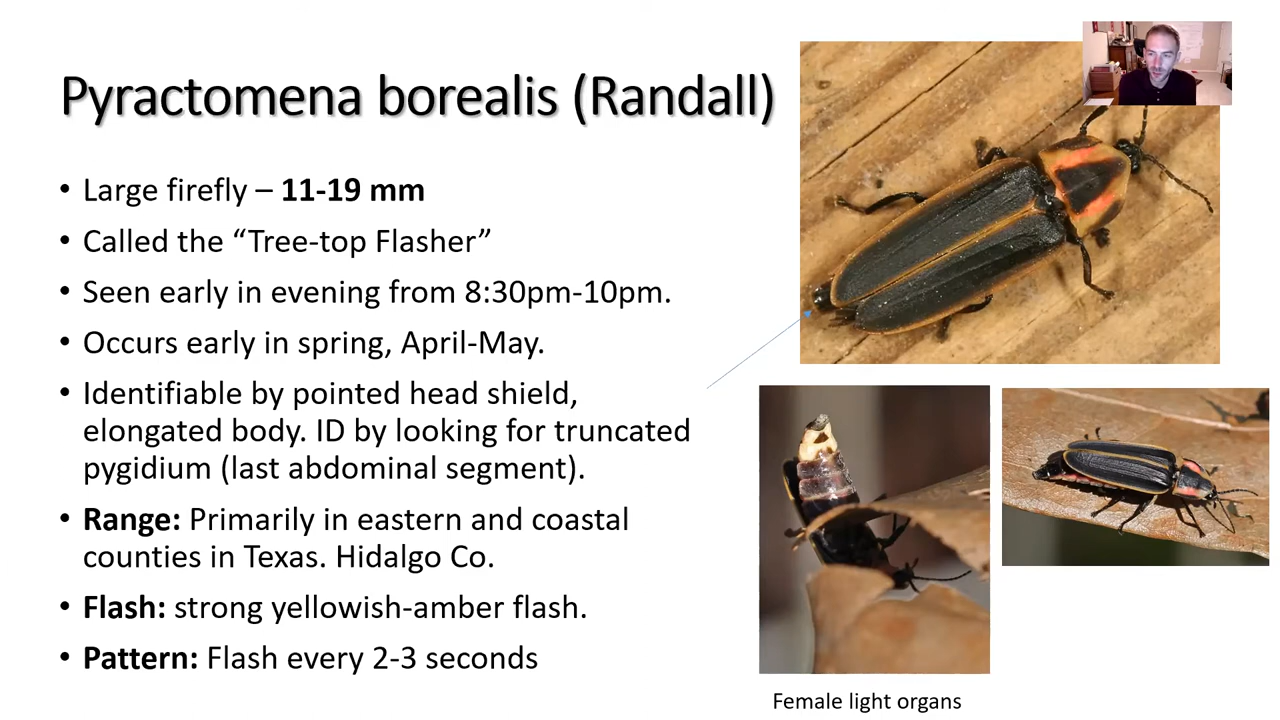 Pyractomena borealis (Randall)
• Large firefly – 11-19 mm
• Called the “Tree-top Flasher”
• Seen early in evening from 8:30pm-10pm.
• Occurs early in spring, April-May.
• Identifiable by pointed head shield,
elongated body. ID by looking for truncated
pygidium (last abdominal segment).
• Range: Primarily in eastern and coastal
counties in Texas. Hidalgo Co.
• Flash: strong yellowish-amber flash.
• Pattern: Flash every 2-3 seconds
Female light organs